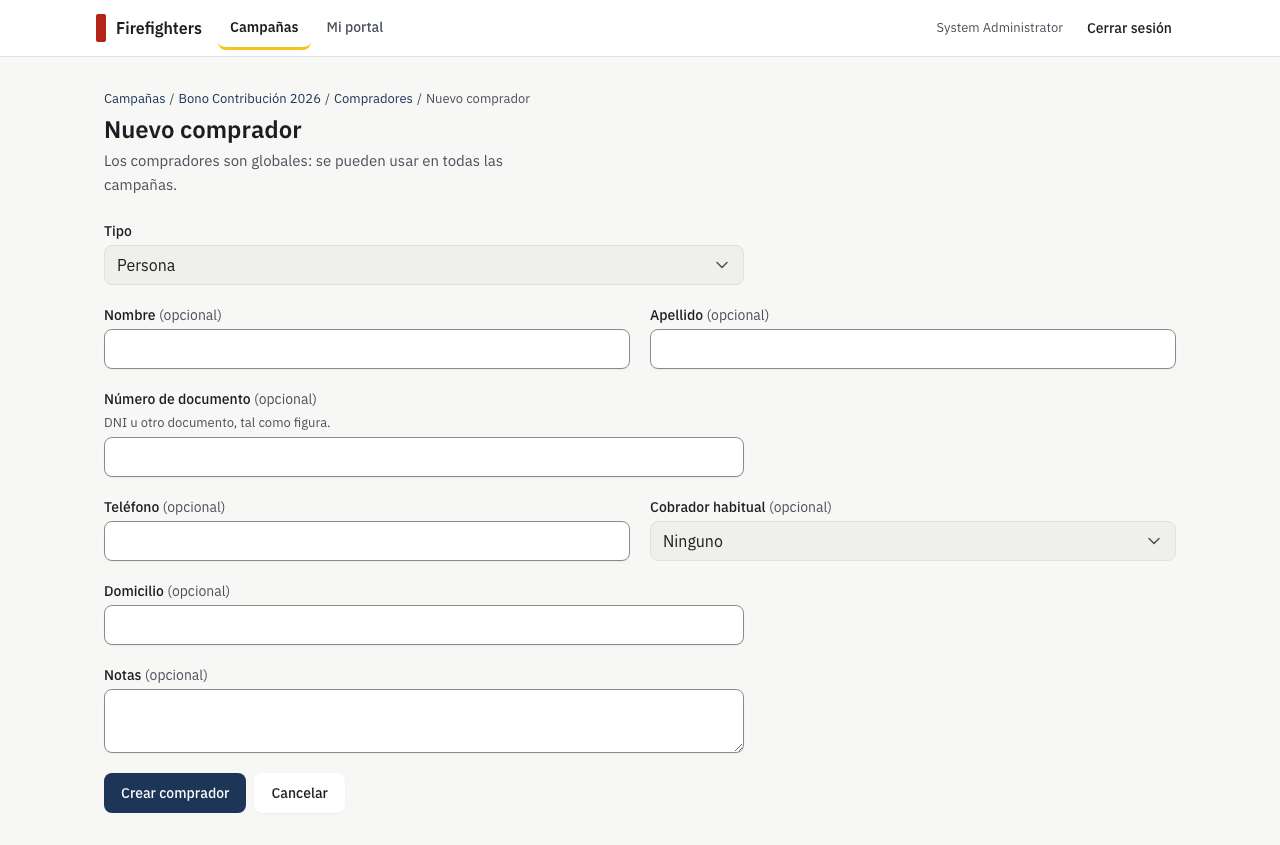 Firefighters
Campañas
Mi portal
System Administrator
Cerrar sesión
Campañas / Bono Contribución 2026 / Compradores / Nuevo comprador
Nuevo comprador
Los compradores son globales: se pueden usar en todas las
campañas.
Tipo
Persona
Nombre (opcional)
Apellido (opcional)
Número de documento (opcional)
DNI u otro documento, tal como figura.
Teléfono (opcional)
Cobrador habitual (opcional)
Ninguno
Domicilio (opcional)
Notas (opcional)
Crear comprador
Cancelar